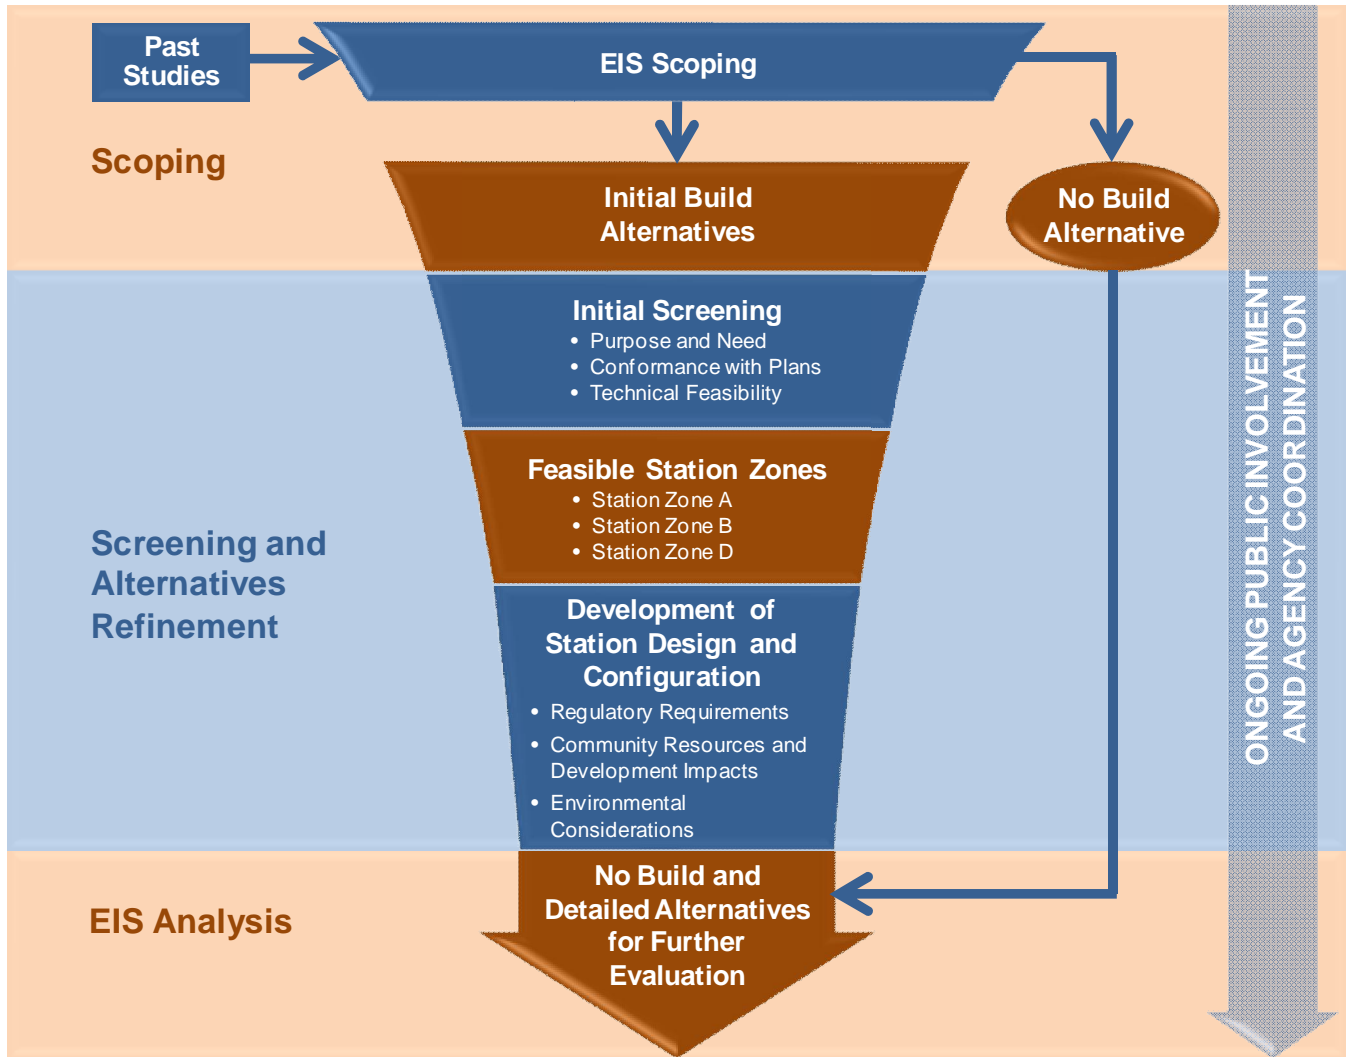 Past
Studies
EIS Scoping
Scoping
Initial Build
Alternatives
No Build
Alternative
Initial Screening
• Purpose and Need
• Conformance with Plans
• Technical Feasibility
Feasible Station Zones
• Station Zone A
• Station Zone B
• Station Zone D
Screening and
Alternatives
Refinement
Development of
Station Design and
Configuration
• Regulatory Requirements
• Community Resources and
Development Impacts
• Environmental
Considerations
EIS Analysis
No Build and
Detailed Alternatives
for Further
Evaluation
ONGOING PUBLIC INVOLVEMENT
AND AGENCY COORDINATION